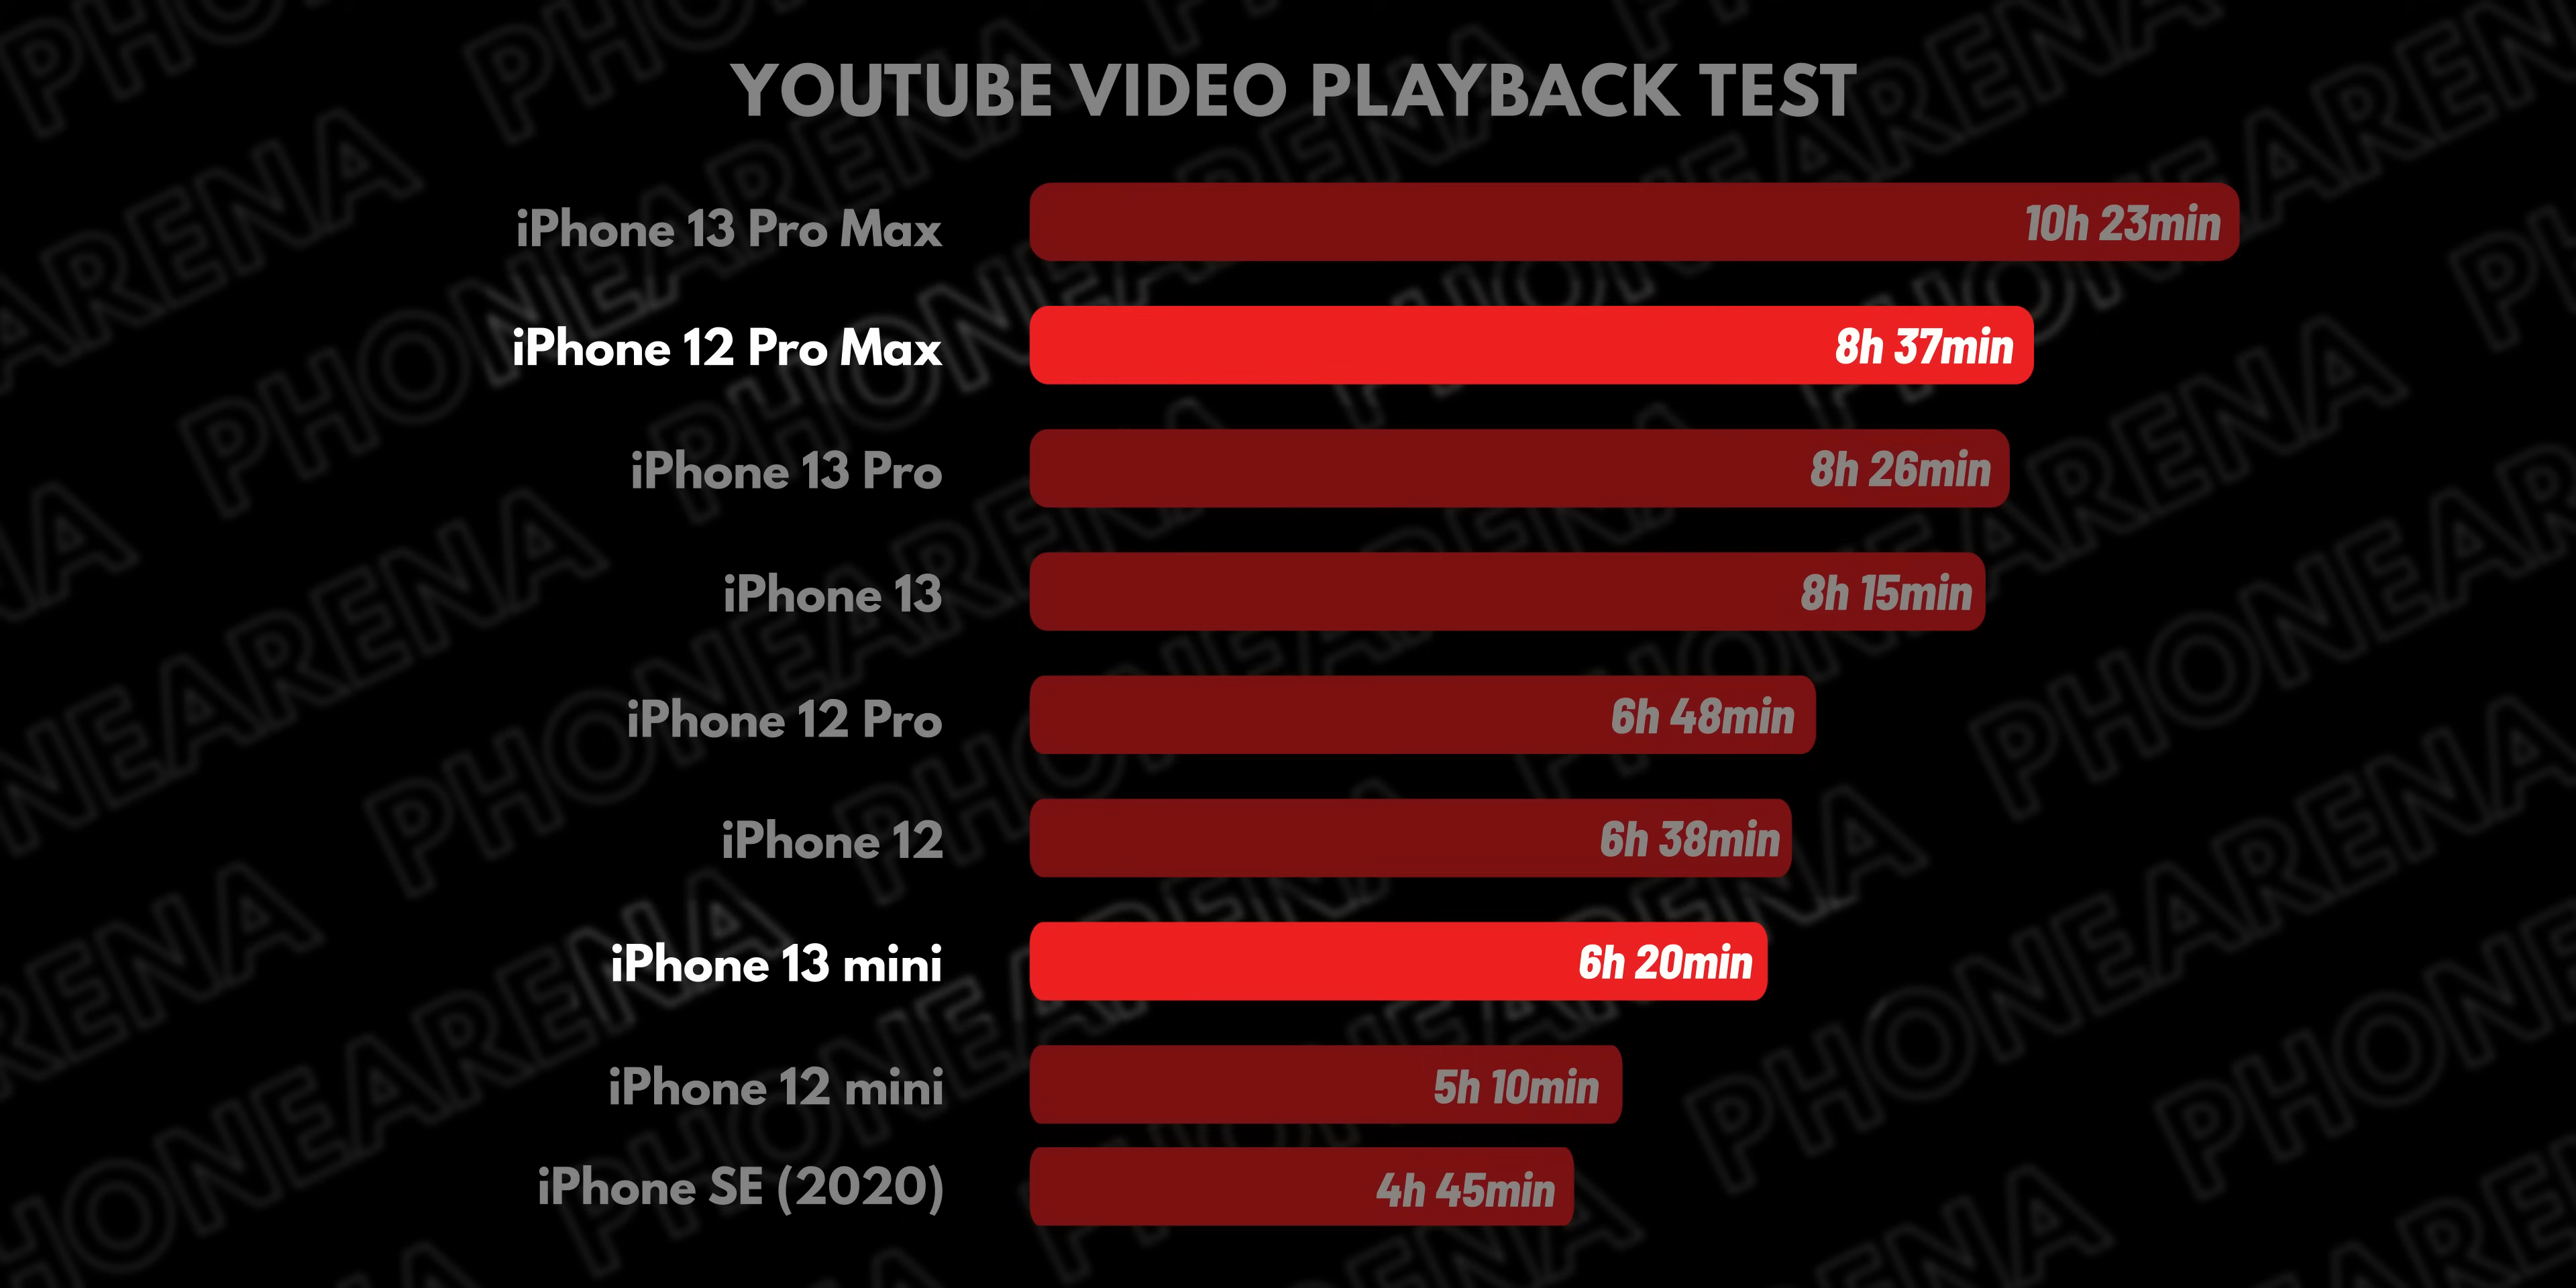 YOUTUBE VIDEO PLAYBACK TEST
iPhone 13 Pro Max 10h 23min
iPhone 12 Pro Max 8h 37min
iPhone 13 Pro 8h 26min
iPhone 13 8h 15min
iPhone 12 Pro 6h 48min
iPhone 12 6h 38min
iPhone 13 mini 6h 20min
iPhone 12 mini 5h 10min
iPhone SE (2020) 4h 45min
PHONEARENA